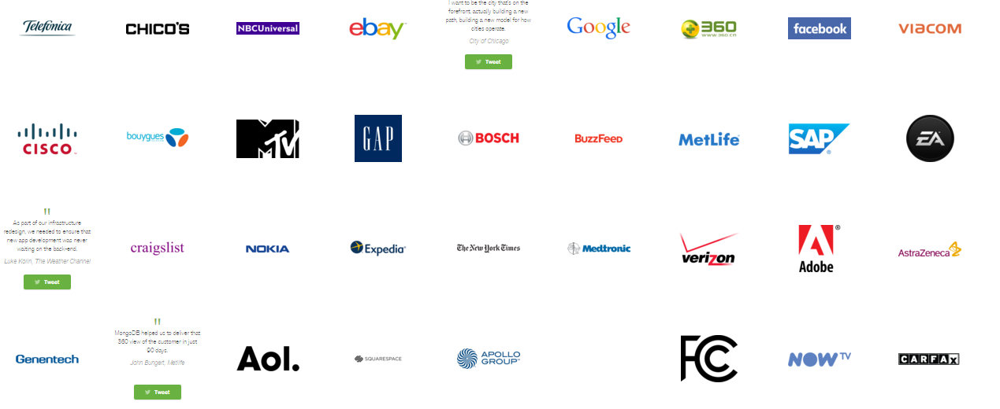 I want to be the city that's on the
forefront, actually building a new
path, building a new model for how
cities operate.
City of Chicago
Tweet
Telefónica
CHICO'S
NBCUniversal
ebay™
Google
360
WWW.360.CN
facebook
VIACOM
CISCO
bouygues
MTV
GAP
BOSCH
BuzzFeed
MetLife®
SAP®
EA
"
As part of our infrastructure
redesign, we needed to ensure that
new app development was never
waiting on the back-end.
Luke Kolin, The Weather Channel
Tweet
craigslist
NOKIA
Expedia®
The New York Times
Medtronic
verizon
Adobe®
AstraZeneca
Genentech
"
MongoDB helped us to deliver that
360 view of the customer in just
90 days.
John Bungert, Metlife
Tweet
Aol.
SQUARESPACE
APOLLO
GROUP®
FCC
NOW TV
CARFAX